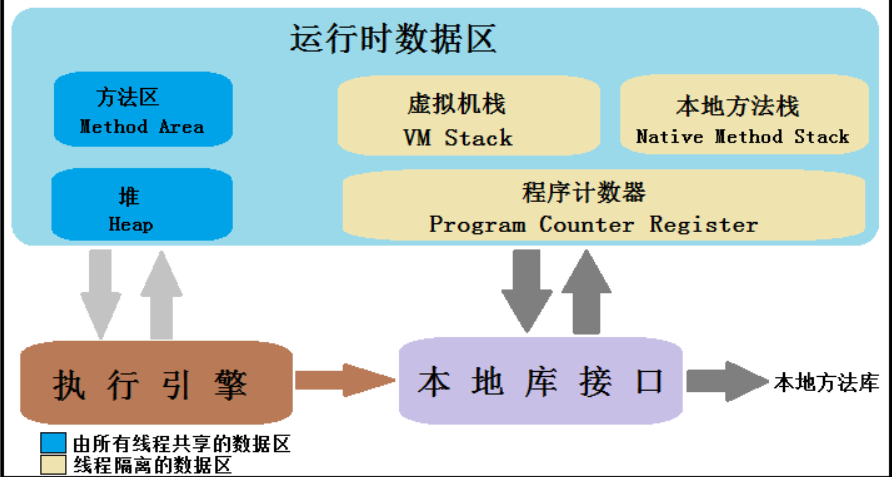 运行时数据区
方法区
Method Area
虚拟机栈
VM Stack
本地方法栈
Native Method Stack
堆
Heap
程序计数器
Program Counter Register
执行引擎
本地库接口
本地方法库
由所有线程共享的数据区
线程隔离的数据区